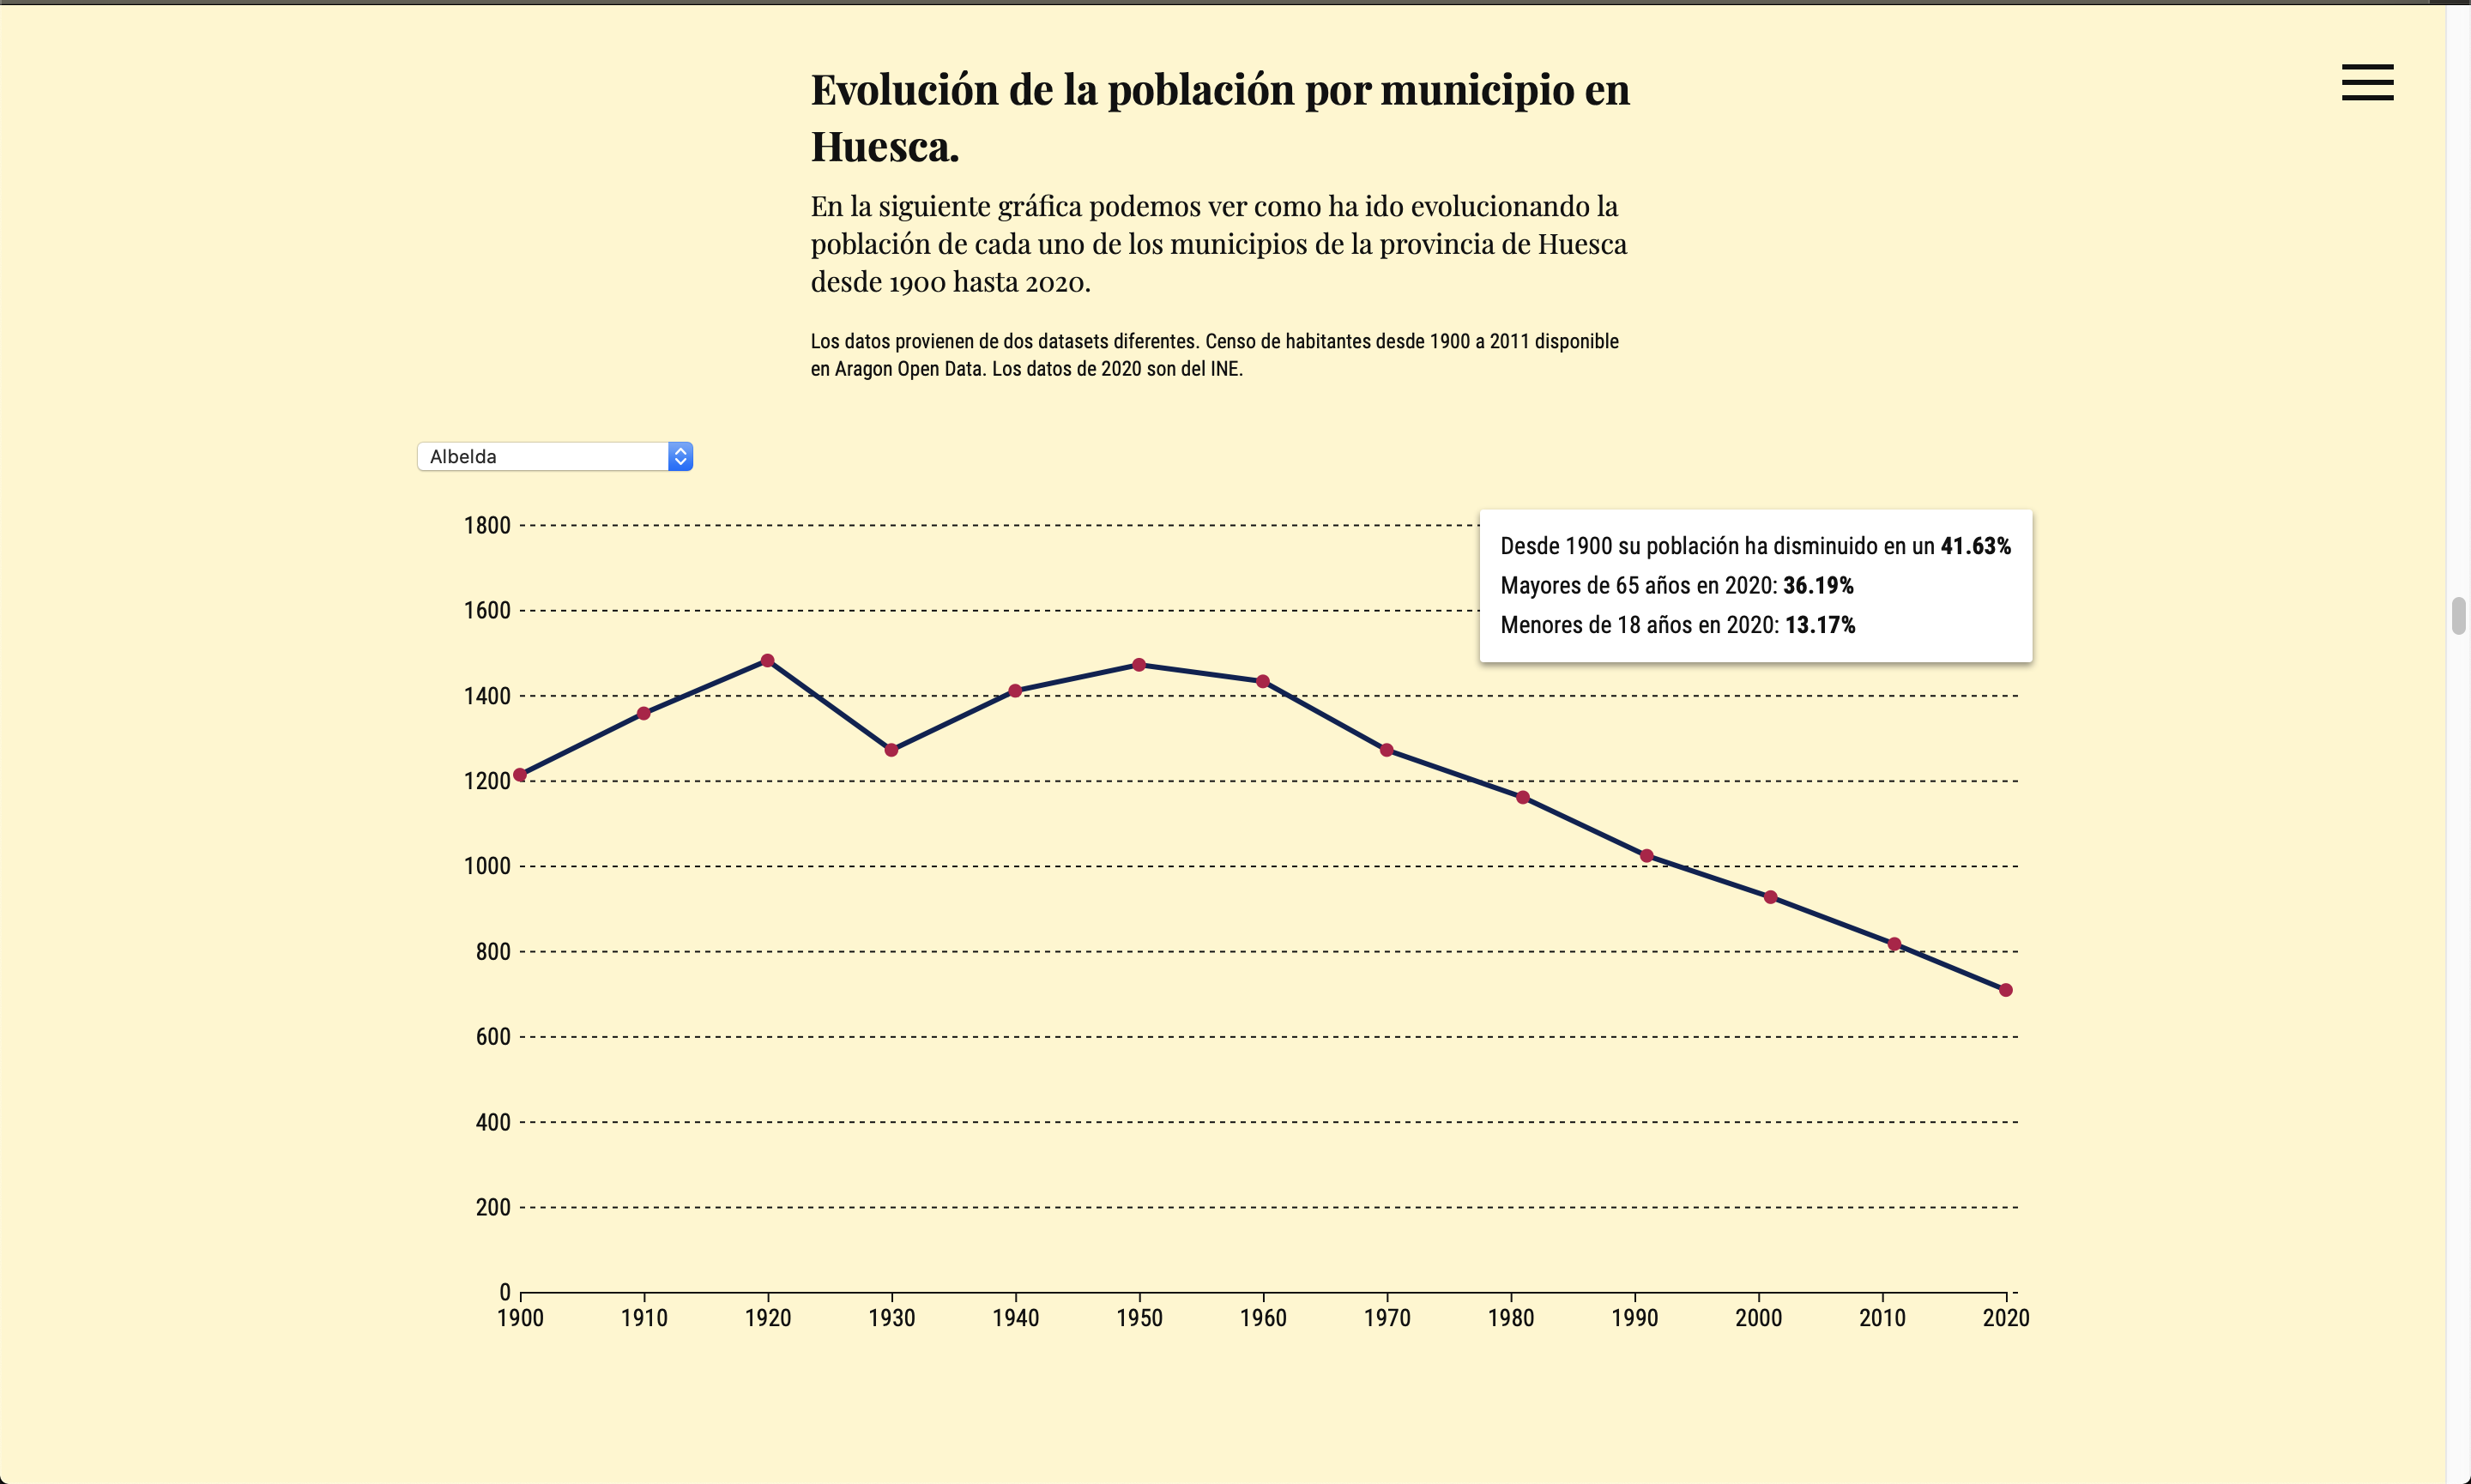 Evolución de la población por municipio en
Huesca.
En la siguiente gráfica podemos ver como ha ido evolucionando la
población de cada uno de los municipios de la provincia de Huesca
desde 1900 hasta 2020.
Los datos provienen de dos datasets diferentes. Censo de habitantes desde 1900 a 2011 disponible
en Aragon Open Data. Los datos de 2020 son del INE.
Albelda
Desde 1900 su población ha disminuido en un 41.63%
Mayores de 65 años en 2020: 36.19%
Menores de 18 años en 2020: 13.17%
1800
1600
1400
1200
1000
800
600
400
200
0
1900 1910 1920 1930 1940 1950 1960 1970 1980 1990 2000 2010 2020